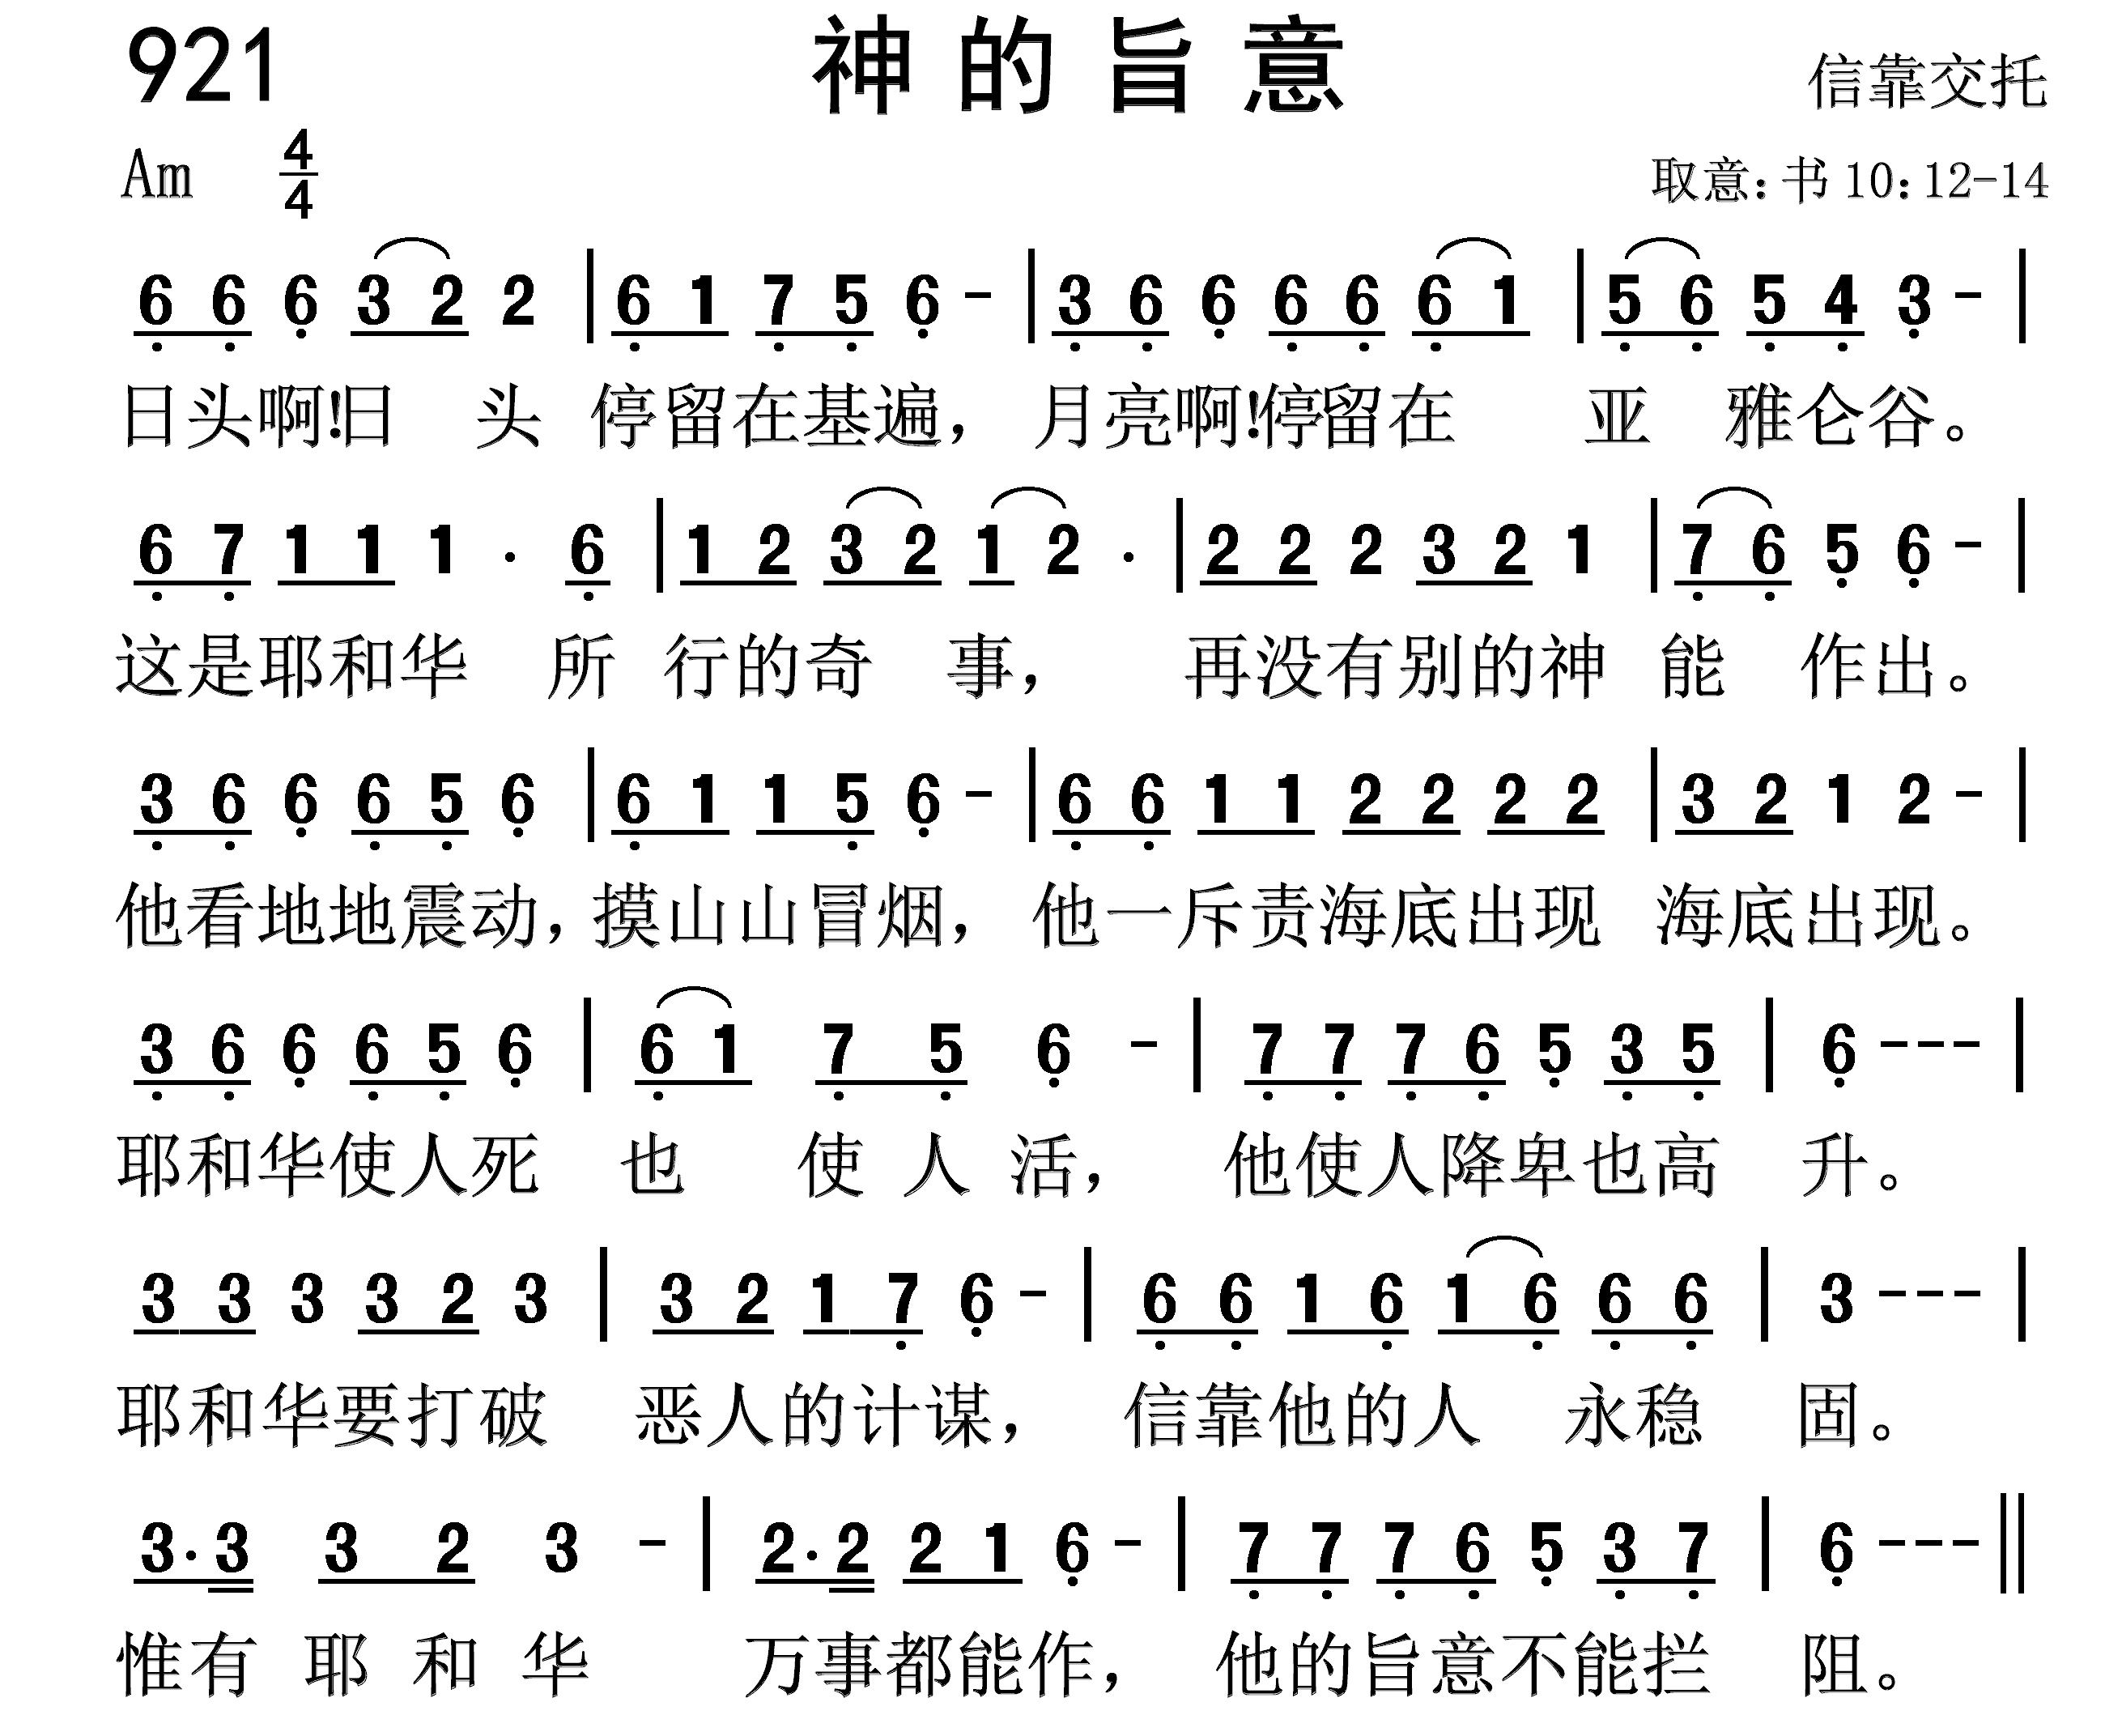 921 神的旨意 信靠交托
Am 4/4 取意：书10：12-14
6 6 6 3 2 2 | 6 1 7 5 6 - | 3 6 6 6 6 6 1 | 5 6 5 4 3 - |
日头啊!日 头 停留在基遍， 月亮啊!停留在 亚 雅仑谷。
6 7 1 1 1 · 6 | 1 2 3 2 1 2 · | 2 2 2 3 2 1 | 7 6 5 6 - |
这是耶和华 所 行的奇 事， 再没有别的神 能 作出。
3 6 6 6 5 6 | 6 1 1 5 6 - | 6 6 1 1 2 2 2 2 | 3 2 1 2 - |
他看地地震动，摸山山冒烟， 他一斥责海底出现 海底出现。
3 6 6 6 5 6 | 6 1 7 5 6 - | 7 7 7 6 5 3 5 | 6 - - - |
耶和华使人死 也 使 人 活， 他使人降卑也高 升。
3 3 3 3 2 3 | 3 2 1 7 6 - | 6 6 1 6 1 6 6 6 | 3 - - - |
耶和华要打破 恶人的计谋， 信靠他的人 永稳 固。
3 · 3 3 2 3 - | 2 · 2 2 1 6 - | 7 7 7 6 5 3 7 | 6 - - - ||
惟有 耶 和 华 万事都能作， 他的旨意不能拦 阻。